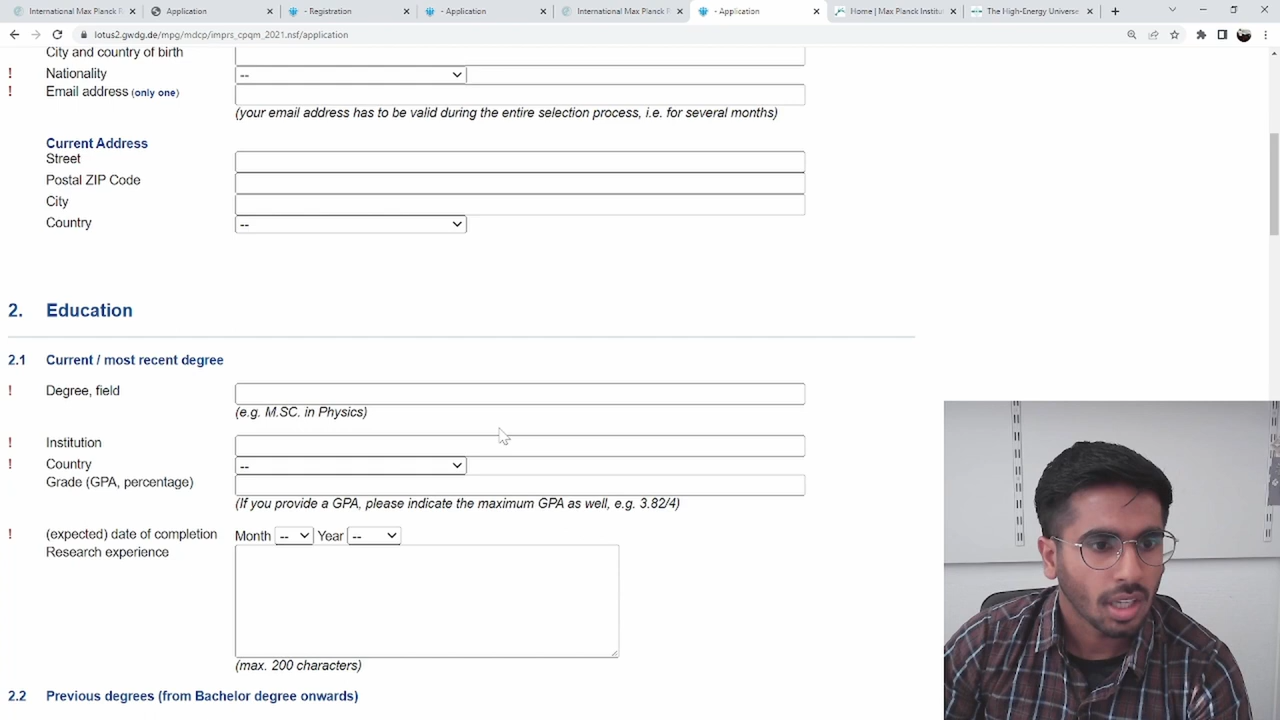 International Max Planck R
Application
- Registration
- Application
International Max Planck R
- Application
Home | Max Planck Institut
The High-Energy Universe
lotus2.gwdg.de/mpg/mdcp/imprs_cpqm_2021.nsf/application
City and country of birth
! Nationality --
! Email address (only one)
(your email address has to be valid during the entire selection process, i.e. for several months)
Current Address
Street
Postal ZIP Code
City
Country --
2. Education
2.1 Current / most recent degree
! Degree, field
(e.g. M.SC. in Physics)
! Institution
! Country --
Grade (GPA, percentage)
(If you provide a GPA, please indicate the maximum GPA as well, e.g. 3.82/4)
! (expected) date of completion Month -- Year --
Research experience
(max. 200 characters)
2.2 Previous degrees (from Bachelor degree onwards)